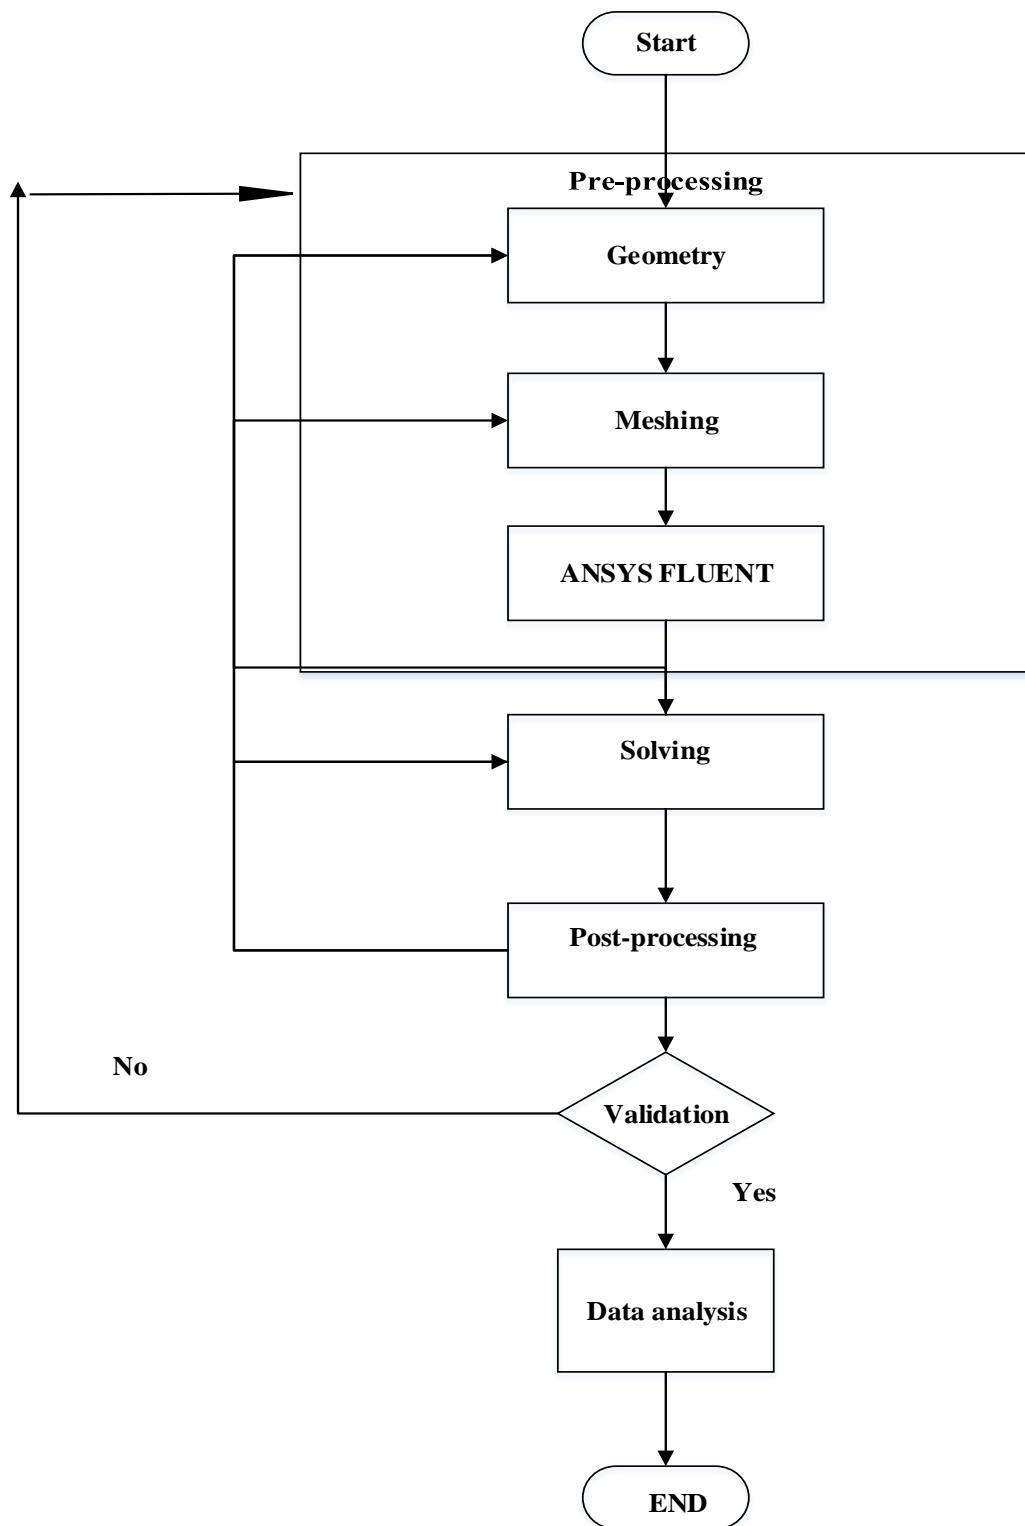 Start
Pre-processing
Geometry
Meshing
ANSYS FLUENT
Solving
Post-processing
No
Validation
Yes
Data analysis
END